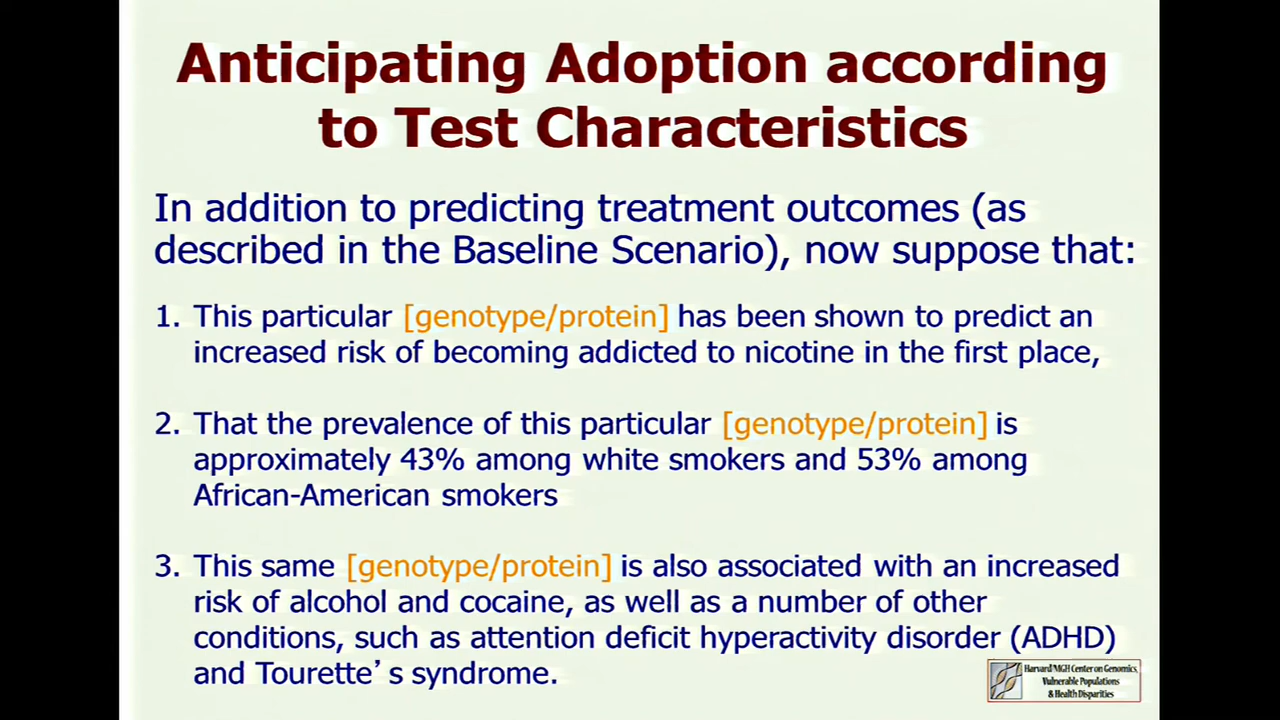 Anticipating Adoption according
to Test Characteristics
In addition to predicting treatment outcomes (as
described in the Baseline Scenario), now suppose that:
1. This particular [genotype/protein] has been shown to predict an
increased risk of becoming addicted to nicotine in the first place,
2. That the prevalence of this particular [genotype/protein] is
approximately 43% among white smokers and 53% among
African-American smokers
3. This same [genotype/protein] is also associated with an increased
risk of alcohol and cocaine, as well as a number of other
conditions, such as attention deficit hyperactivity disorder (ADHD)
and Tourette’s syndrome.
Harvard/MGH Center on Genomics,
Vulnerable Populations
& Health Disparities